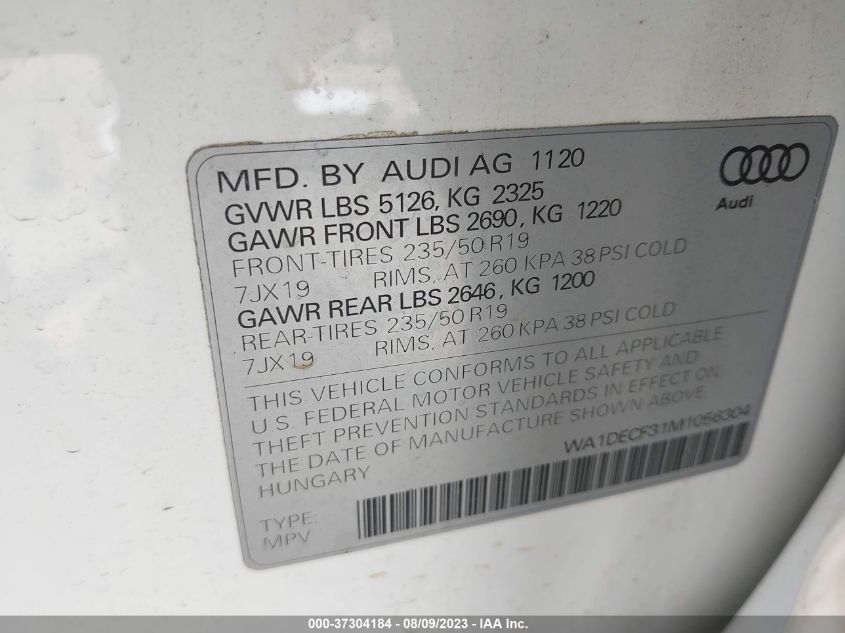 MFD. BY AUDI AG 1120
GVWR LBS 5126, KG 2325
GAWR FRONT LBS 2690, KG 1220
FRONT-TIRES 235/50 R19
7JX19 RIMS, AT 260 KPA 38 PSI COLD
GAWR REAR LBS 2646, KG 1200
REAR-TIRES 235/50 R19
7JX19 RIMS, AT 260 KPA 38 PSI COLD
Audi
THIS VEHICLE CONFORMS TO ALL APPLICABLE
U.S. FEDERAL MOTOR VEHICLE SAFETY AND
THEFT PREVENTION STANDARDS IN EFFECT ON
THE DATE OF MANUFACTURE SHOWN ABOVE.
HUNGARY
WA1DECF31M1056304
TYPE:
MPV
000-37304184 - 08/09/2023 - Copyright © IAA, Inc.